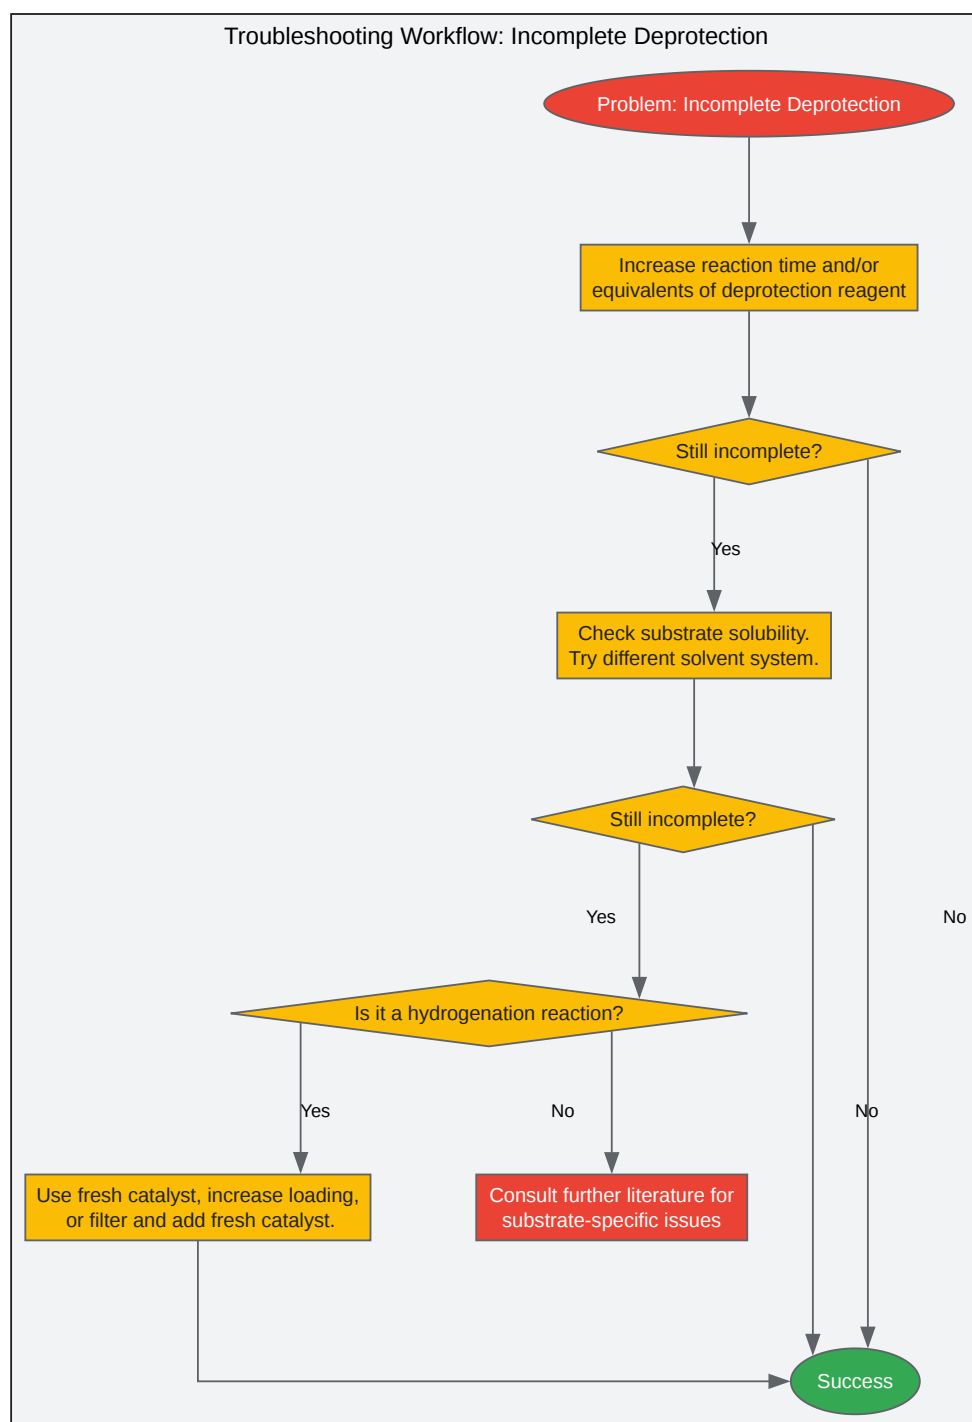 Troubleshooting Workflow: Incomplete Deprotection
Problem: Incomplete Deprotection
Increase reaction time and/or
equivalents of deprotection reagent
Still incomplete?
Yes
Check substrate solubility.
Try different solvent system.
Still incomplete?
Yes
No
Is it a hydrogenation reaction?
Yes
No
No
Use fresh catalyst, increase loading,
or filter and add fresh catalyst.
Consult further literature for
substrate-specific issues
Success